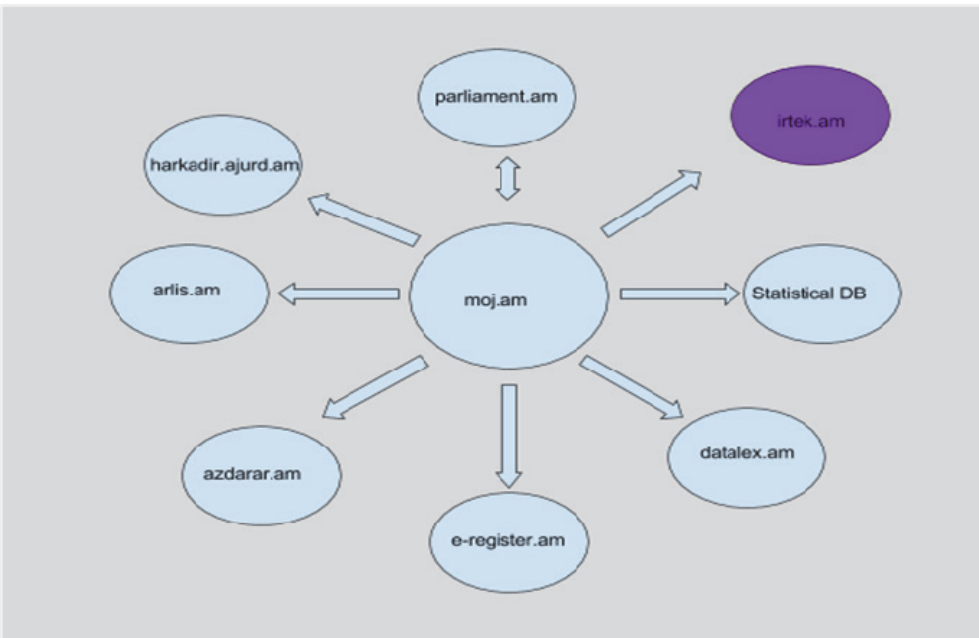 parliament.am
irtek.am
harkadir.ajurd.am
arlis.am
moj.am
Statistical DB
azdarar.am
datalex.am
e-register.am